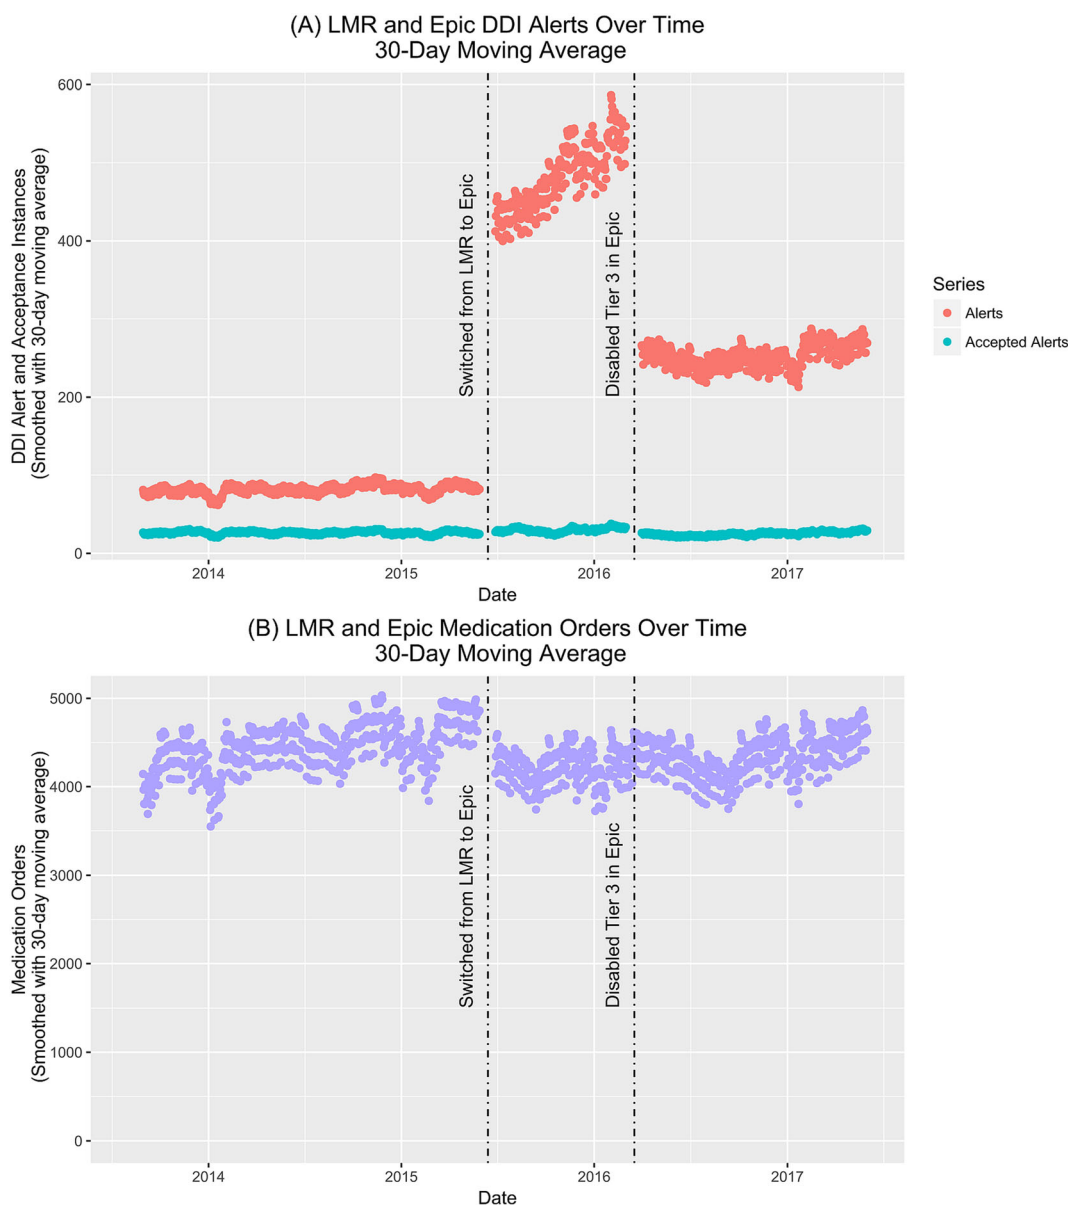 (A) LMR and Epic DDI Alerts Over Time
30-Day Moving Average
DDI Alert and Acceptance Instances
(Smoothed with 30-day moving average)
600
400
200
0
Switched from LMR to Epic
Disabled Tier 3 in Epic
2014
2015
2016
2017
Date
Series
Alerts
Accepted Alerts
(B) LMR and Epic Medication Orders Over Time
30-Day Moving Average
Medication Orders
(Smoothed with 30-day moving average)
5000
4000
3000
2000
1000
0
Switched from LMR to Epic
Disabled Tier 3 in Epic
2014
2015
2016
2017
Date